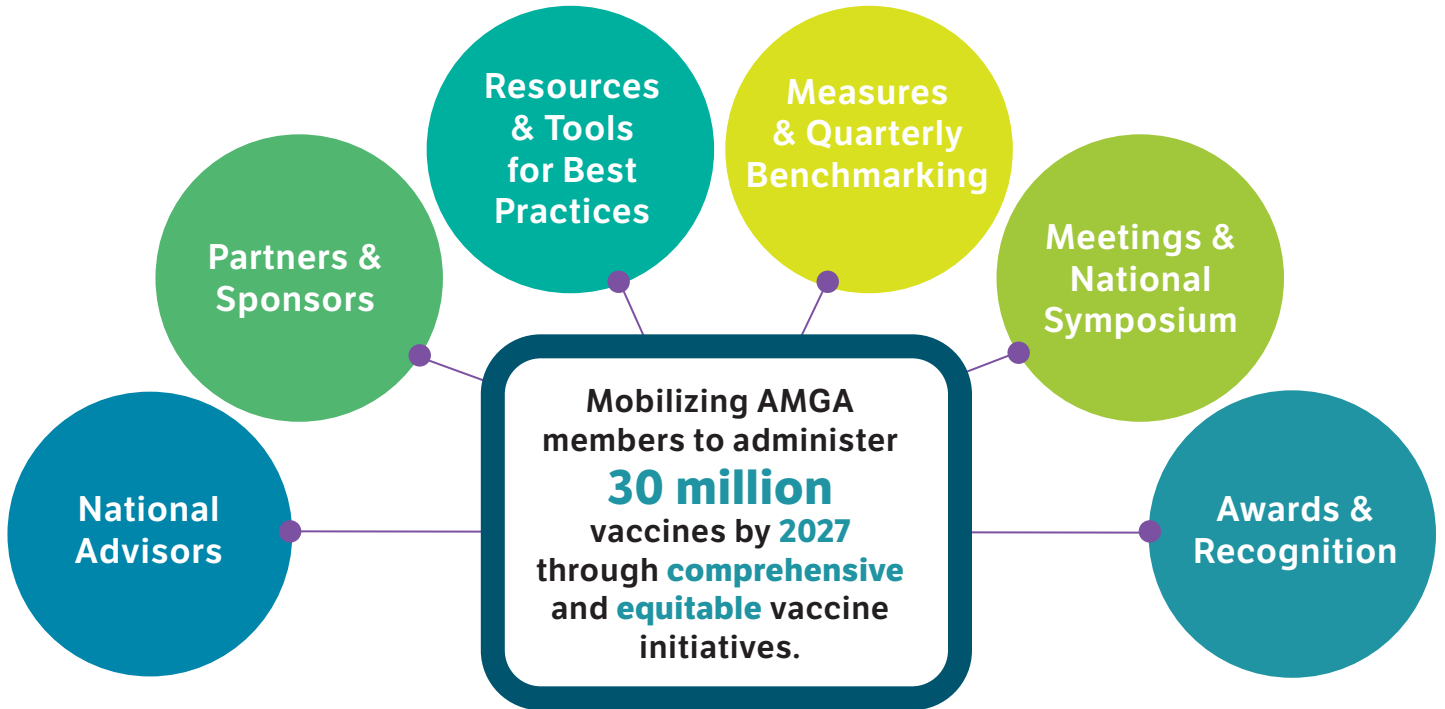 Resources
& Tools
for Best
Practices
Measures
& Quarterly
Benchmarking
Partners &
Sponsors
Meetings &
National
Symposium
National
Advisors
Mobilizing AMGA
members to administer
30 million
vaccines by 2027
through comprehensive
and equitable vaccine
initiatives.
Awards &
Recognition